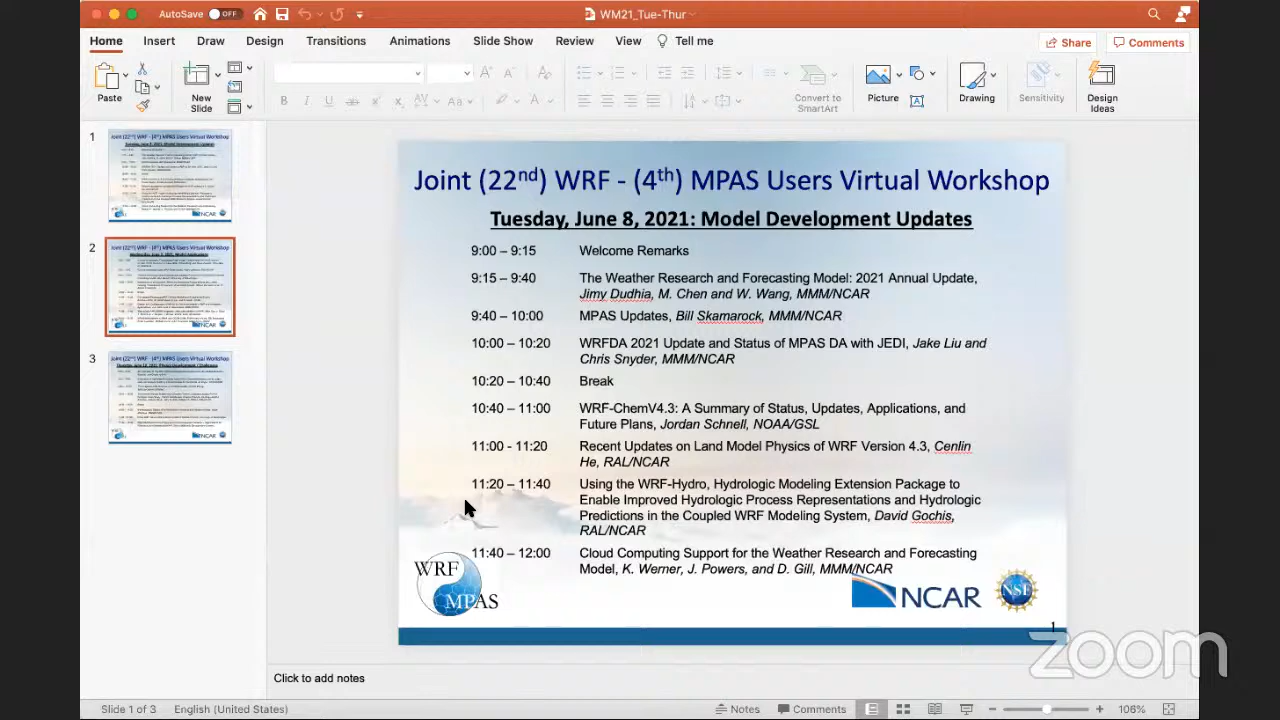 AutoSave OFF
WM21_Tue-Thur
Home Insert Draw Design Transitions Animations Slide Show Review View Tell me Share Comments
Paste New Slide Convert to SmartArt Picture Drawing Sensitivity Design Ideas
1
2
3
Joint (22nd) WRF - (4th) MPAS Users Virtual Workshop
Tuesday, June 8, 2021: Model Development Updates
9:00 – 9:15 Welcome Remarks
9:15 – 9:40 The Weather Research and Forecasting Model: 2021 Annual Update,
Jimy Dudhia, M. Chen and W. Wang, MMM/NCAR
9:40 – 10:00 MPAS Updates, Bill Skamarock, MMM/NCAR
10:00 – 10:20 WRFDA 2021 Update and Status of MPAS DA with JEDI, Jake Liu and
Chris Snyder, MMM/NCAR
10:20 – 10:40 Break
10:40 – 11:00 WRF-ChemV4.3: A Summary of Status, Updates, Applications, and
Future Plans, Jordan Schnell, NOAA/GSL
11:00 - 11:20 Recent Updates on Land Model Physics of WRF Version 4.3, Cenlin
He, RAL/NCAR
11:20 – 11:40 Using the WRF-Hydro, Hydrologic Modeling Extension Package to
Enable Improved Hydrologic Process Representations and Hydrologic
Predictions in the Coupled WRF Modeling System, David Gochis,
RAL/NCAR
11:40 – 12:00 Cloud Computing Support for the Weather Research and Forecasting
Model, K. Werner, J. Powers, and D. Gill, MMM/NCAR
WRF
MPAS
NCAR
NSF
1
zoom
Click to add notes
Slide 1 of 3 English (United States) Notes Comments 106%